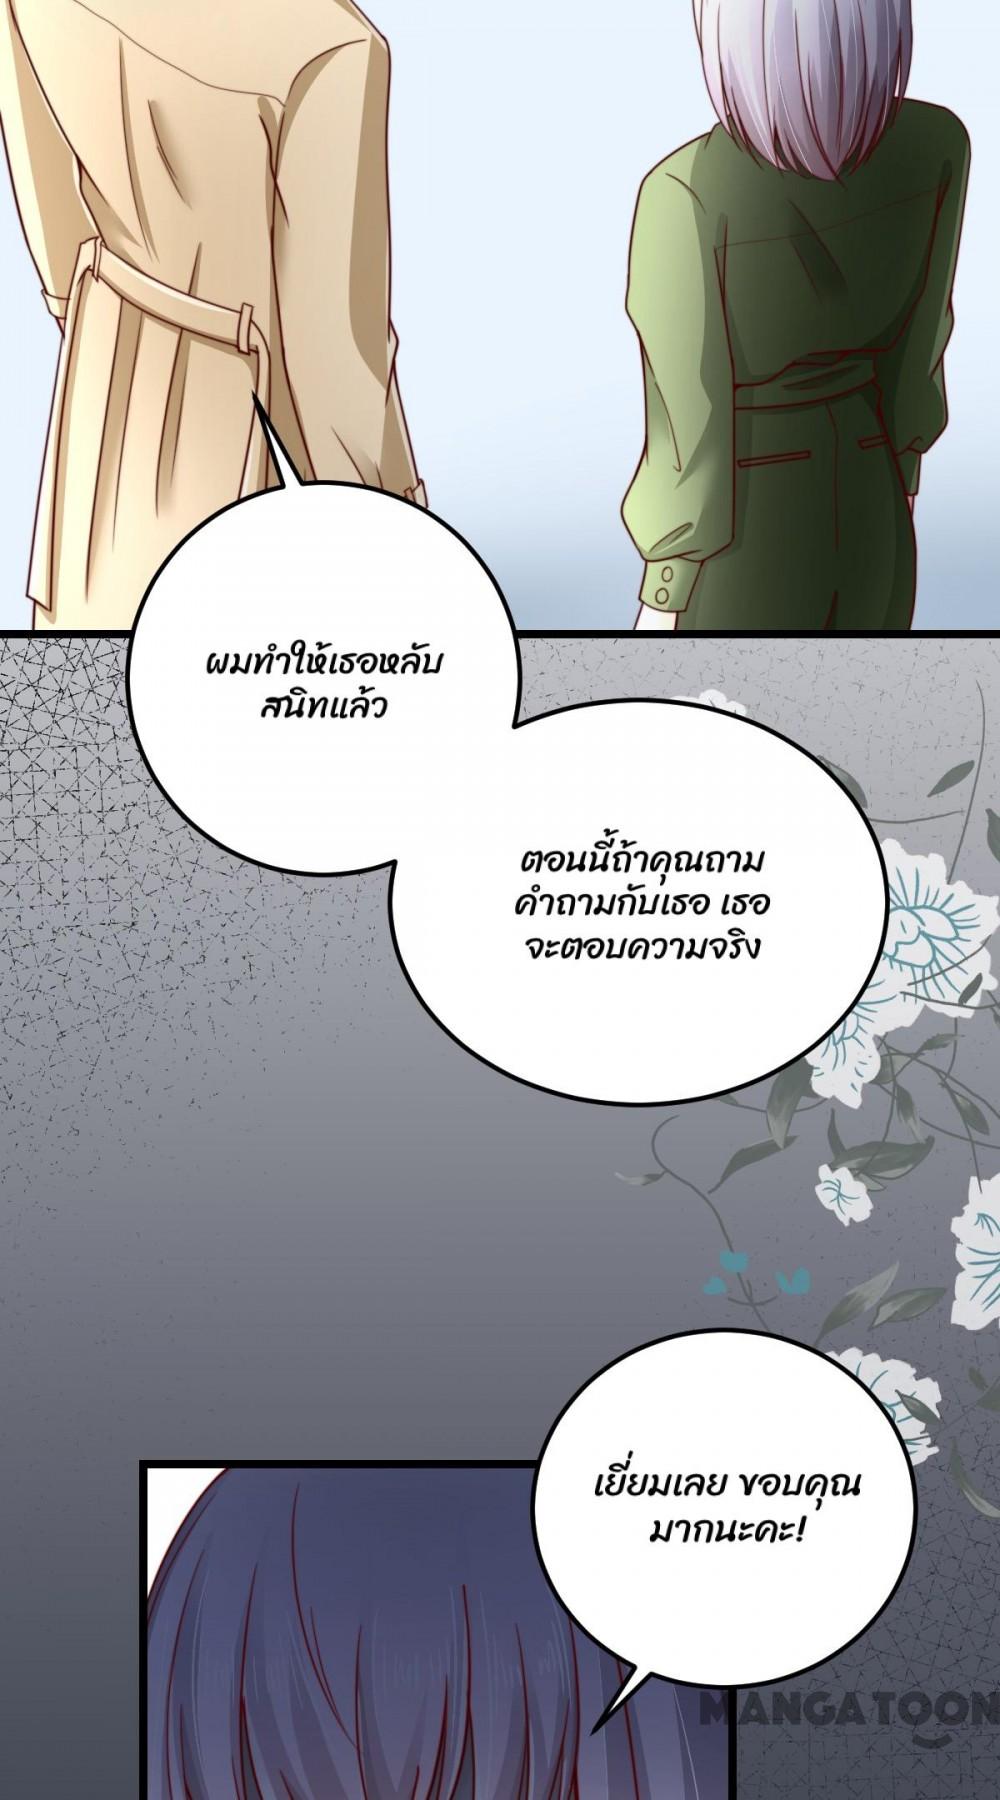 ผมทำให้เธอหลับ
สนิทแล้ว
ตอนนี้ถ้าคุณถาม
คำถามกับเธอ เธอ
จะตอบความจริง
เยี่ยมเลย ขอบคุณ
มากนะคะ!
MANGATOON